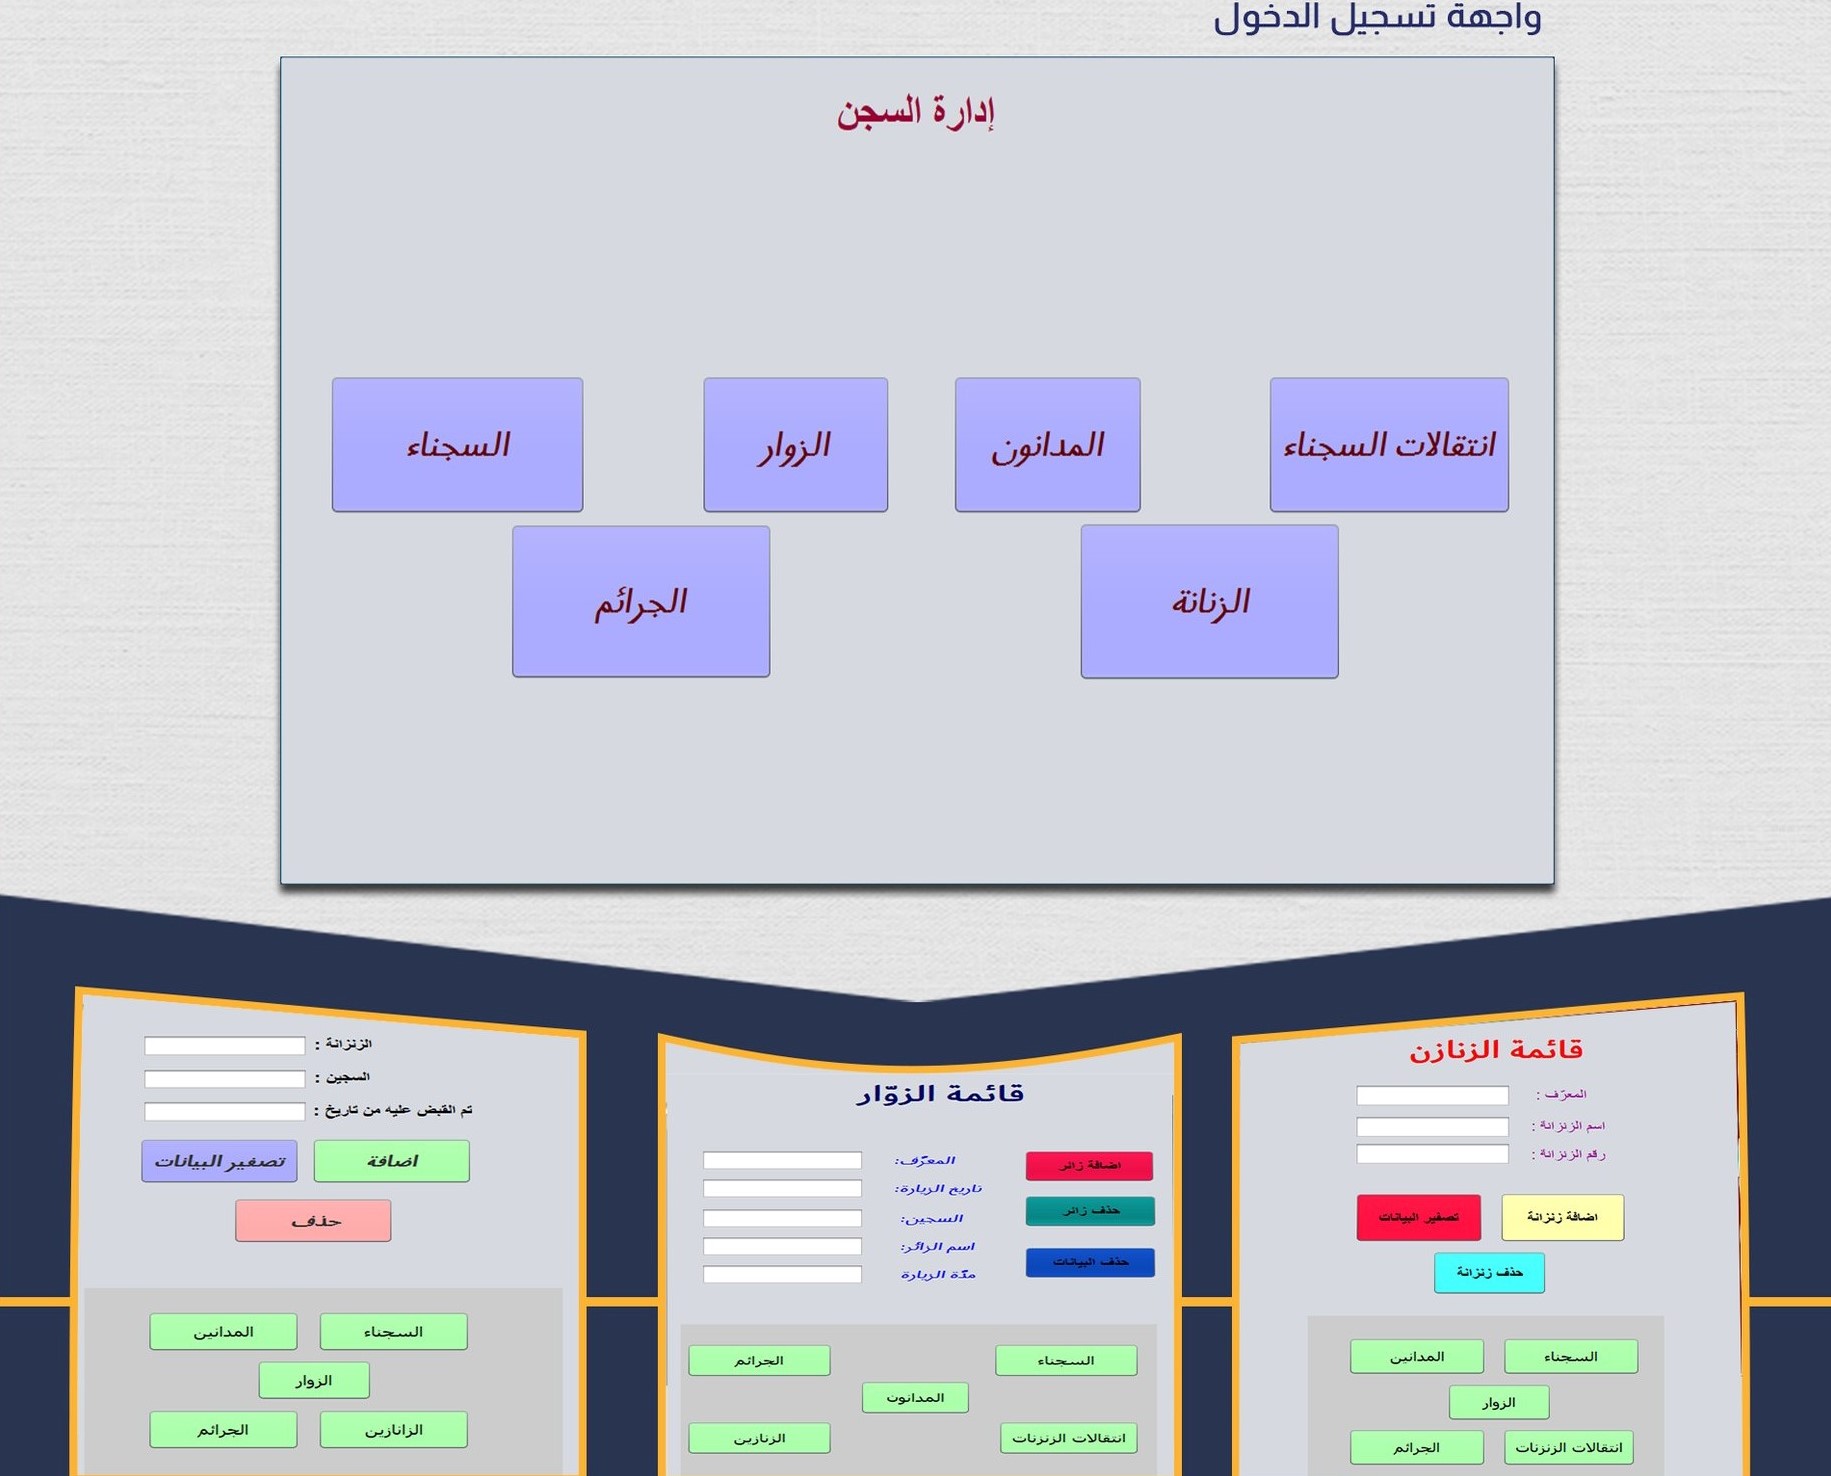 واجهة تسجيل الدخول
إدارة السجن
انتقالات السجناء
المدانون
الزوار
السجناء
الزنانة
الجرائم
قائمة الزنازن
المعرّف :
اسم الزنزانة :
رقم الزنزانة :
اضافة زنزانة
تصفير البيانات
حذف زنزانة
السجناء
المدانين
الزوار
انتقالات الزنزنات
الجرائم
قائمة الزوّار
المعرّف:
اضافة زائر
تاريخ الزيارة:
حذف زائر
السجين:
اسم الزائر:
حذف البيانات
مدّة الزيارة
السجناء
الجرائم
المدانوت
انتقالات الزنزنات
الزنازين
الزنزانة :
السجين :
تم القبض عليه من تاريخ :
اضافة
تصفير البيانات
حذف
السجناء
المدانين
الزوار
الزانازين
الجرائم